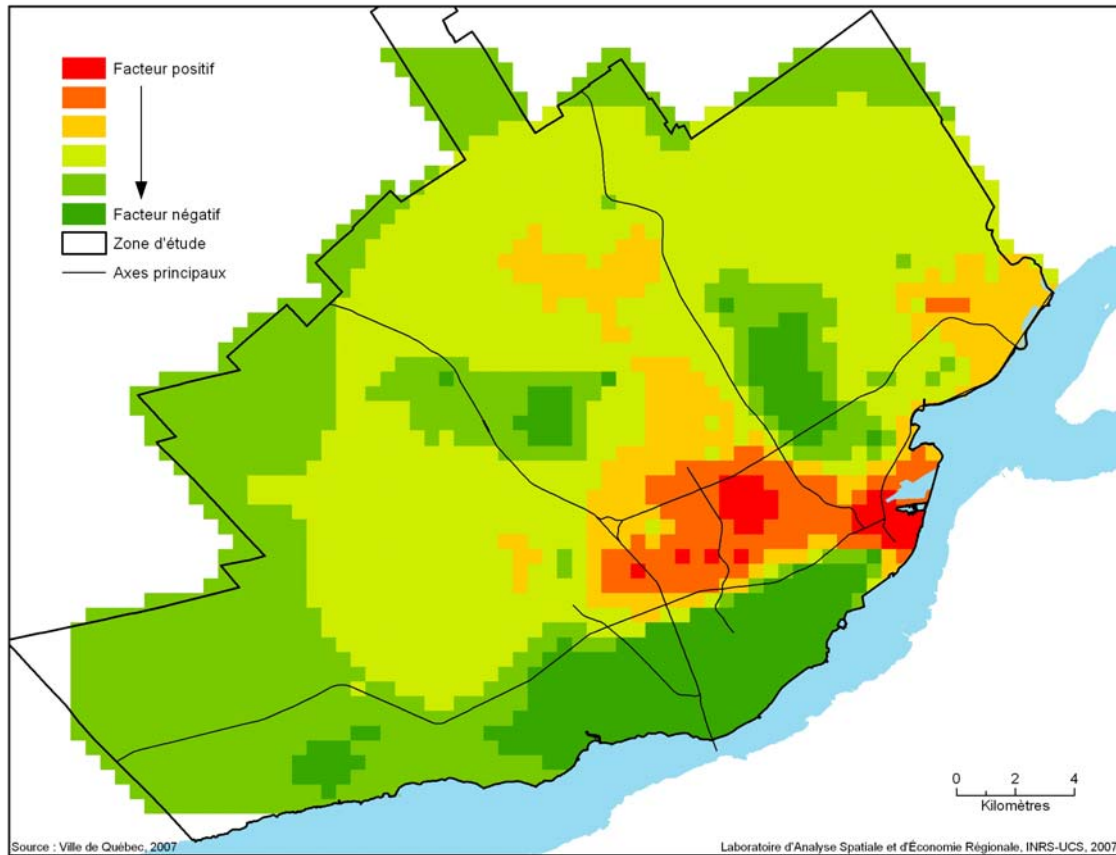 Facteur positif
Facteur négatif
Zone d'étude
Axes principaux
0 2 4
Kilomètres
Source : Ville de Québec, 2007
Laboratoire d'Analyse Spatiale et d'Économie Régionale, INRS-UCS, 2007